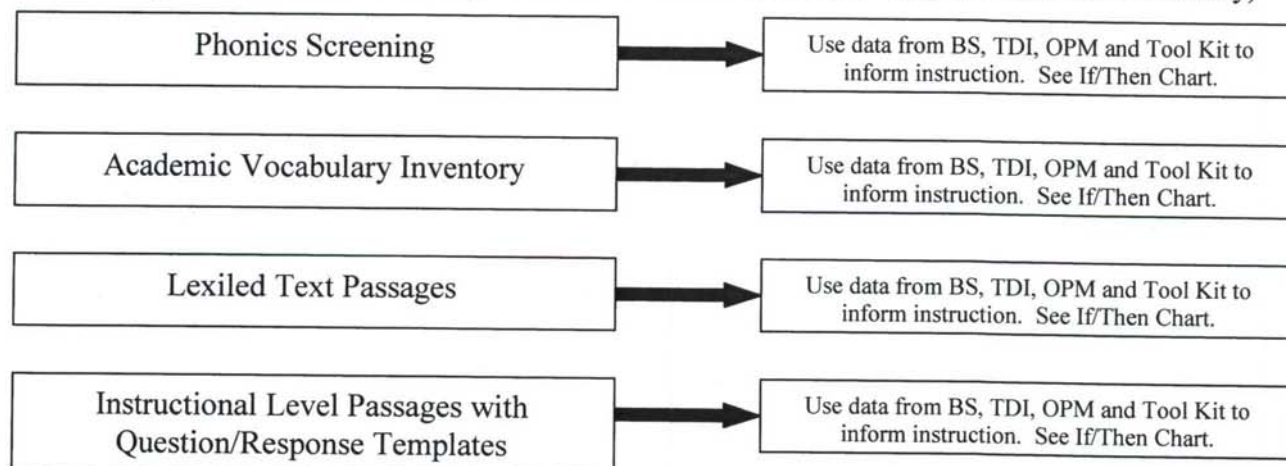 Phonics Screening
Use data from BS, TDI, OPM and Tool Kit to
inform instruction. See If/Then Chart.
Academic Vocabulary Inventory
Use data from BS, TDI, OPM and Tool Kit to
inform instruction. See If/Then Chart.
Lexiled Text Passages
Use data from BS, TDI, OPM and Tool Kit to
inform instruction. See If/Then Chart.
Instructional Level Passages with
Question/Response Templates
Use data from BS, TDI, OPM and Tool Kit to
inform instruction. See If/Then Chart.